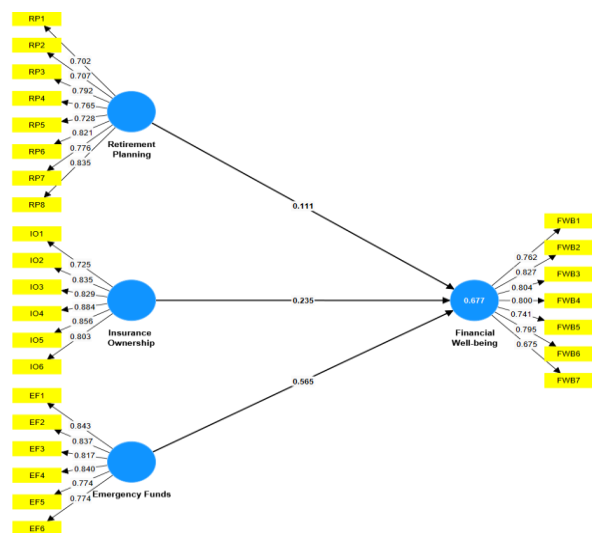 RP1
RP2
RP3
RP4
RP5
RP6
RP7
RP8
0.702
0.707
0.792
0.765
0.728
0.821
0.776
0.835
Retirement
Planning
0.111
IO1
IO2
IO3
IO4
IO5
IO6
0.725
0.835
0.829
0.884
0.856
0.803
Insurance
Ownership
0.235
EF1
EF2
EF3
EF4
EF5
EF6
0.843
0.837
0.817
0.840
0.774
0.774
Emergency Funds
0.565
0.677
Financial
Well-being
0.762
0.827
0.804
0.800
0.741
0.795
0.675
FWB1
FWB2
FWB3
FWB4
FWB5
FWB6
FWB7